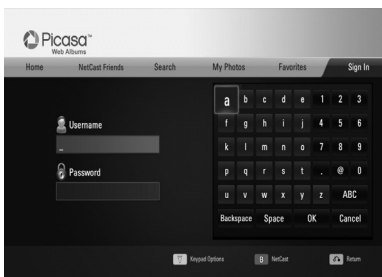 Picasa™
Web Albums
Home NetCast Friends Search My Photos Favorites Sign In
a b c d e 1 2 3
Username
f g h i j 4 5 6
_
k l m n o 7 8 9
Password
p q r s t . @ 0
u v w x y z ABC
Backspace Space OK Cancel
Keypad Options NetCast Return